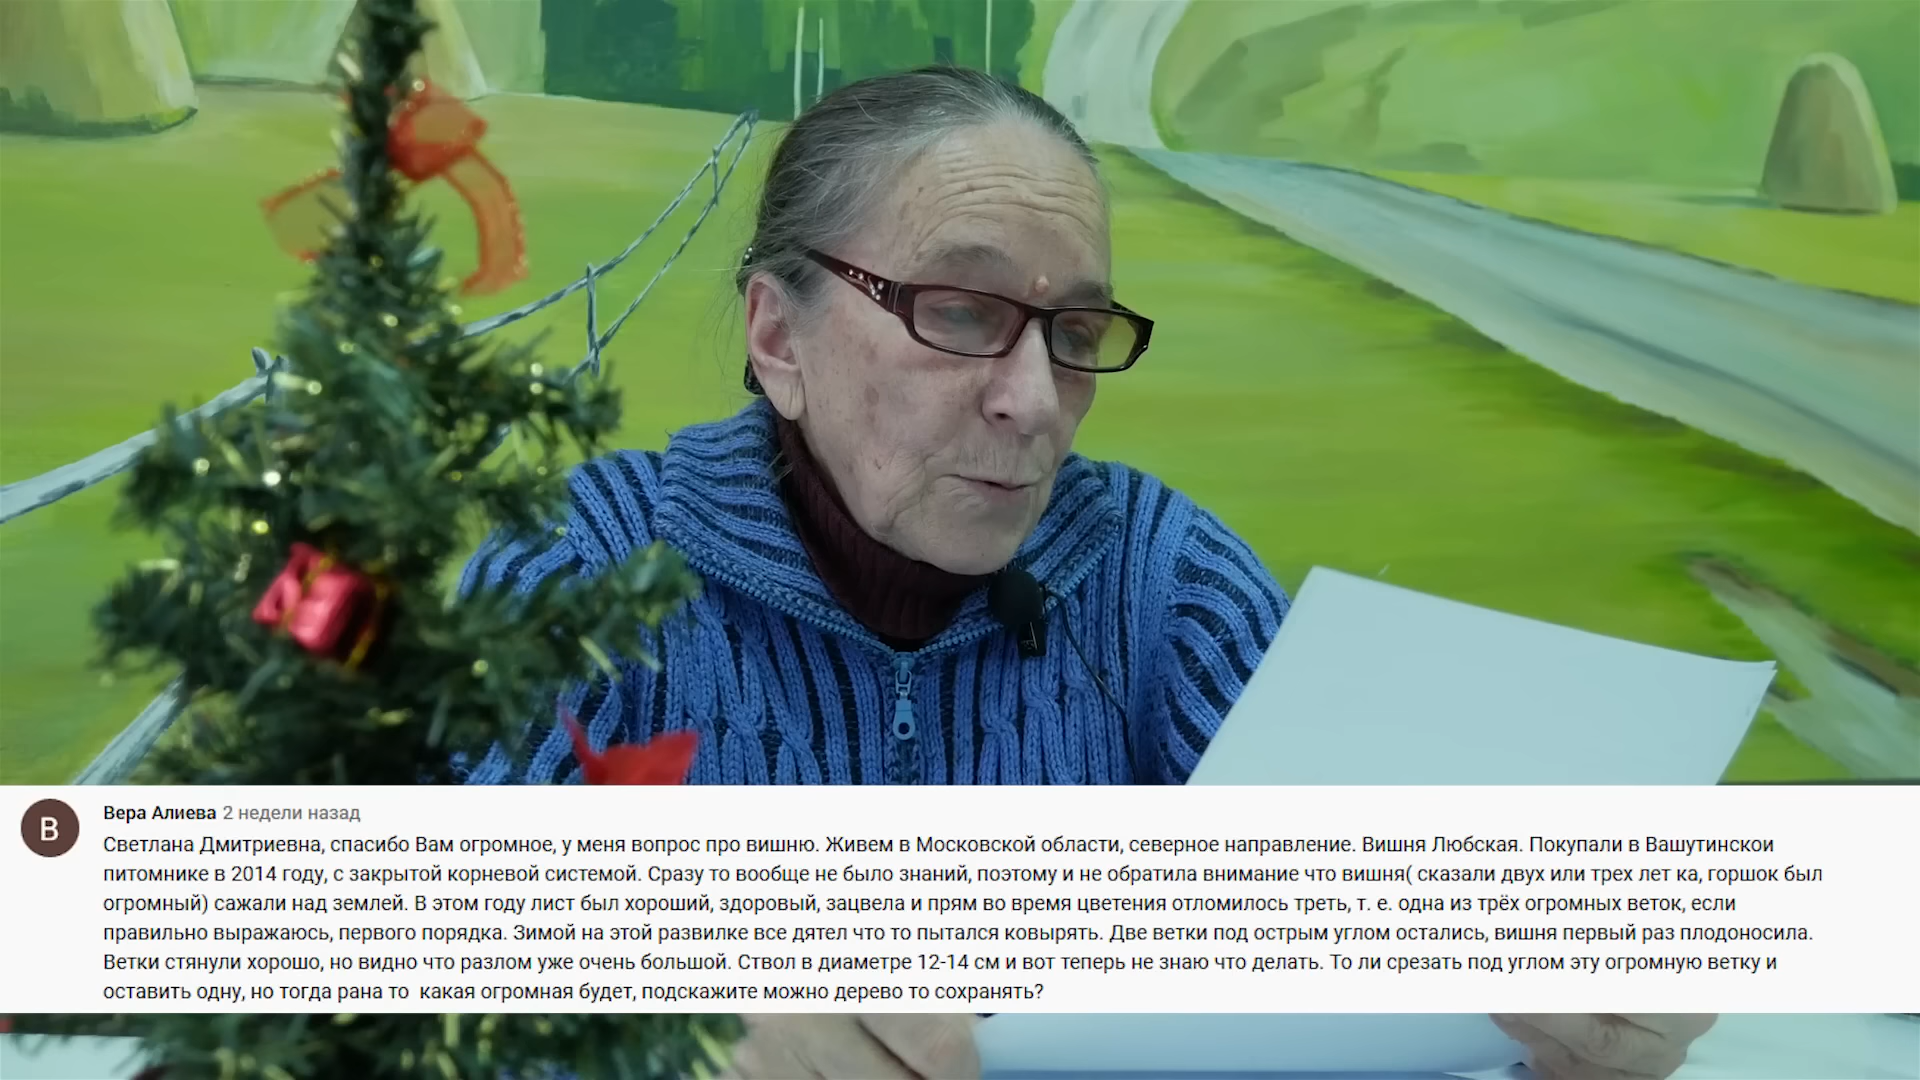 В
Вера Алиева 2 недели назад
Светлана Дмитриевна, спасибо Вам огромное, у меня вопрос про вишню. Живем в Московской области, северное направление. Вишня Любская. Покупали в Вашутинскои
питомнике в 2014 году, с закрытой корневой системой. Сразу то вообще не было знаний, поэтому и не обратила внимание что вишня( сказали двух или трех лет ка, горшок был
огромный) сажали над землей. В этом году лист был хороший, здоровый, зацвела и прям во время цветения отломилось треть, т. е. одна из трёх огромных веток, если
правильно выражаюсь, первого порядка. Зимой на этой развилке все дятел что то пытался ковырять. Две ветки под острым углом остались, вишня первый раз плодоносила.
Ветки стянули хорошо, но видно что разлом уже очень большой. Ствол в диаметре 12-14 см и вот теперь не знаю что делать. То ли срезать под углом эту огромную ветку и
оставить одну, но тогда рана то какая огромная будет, подскажите можно дерево то сохранять?